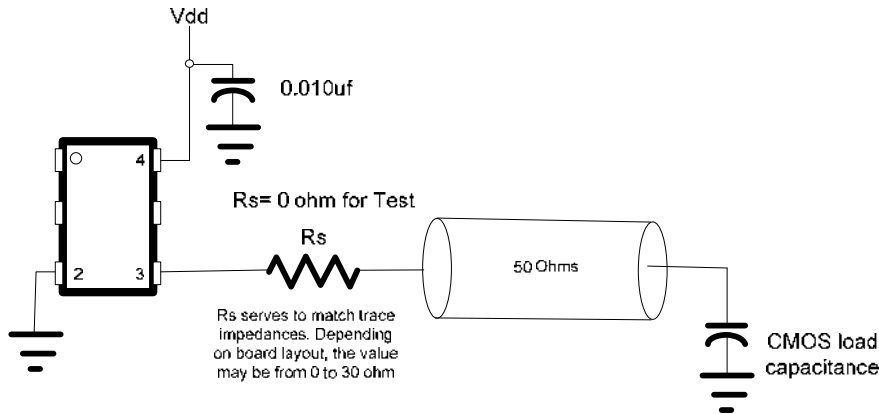 Vdd
0.010uf
4
Rs= 0 ohm for Test
Rs
50 Ohms
2
3
Rs serves to match trace
impedances. Depending
on board layout, the value
may be from 0 to 30 ohm
CMOS load
capacitance